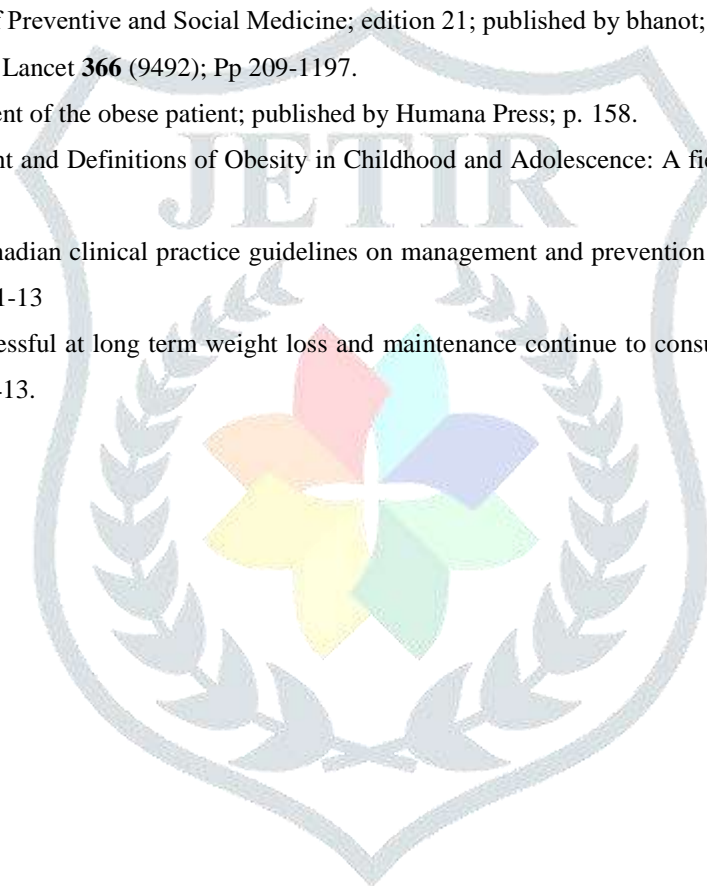 f Preventive and Social Medicine; edition 21; published by bhanot;
Lancet 366 (9492); Pp 209-1197.
ent of the obese patient; published by Humana Press; p. 158.
nt and Definitions of Obesity in Childhood and Adolescence: A fie
JETIR
nadian clinical practice guidelines on management and prevention
1-13
essful at long term weight loss and maintenance continue to consu
-13.